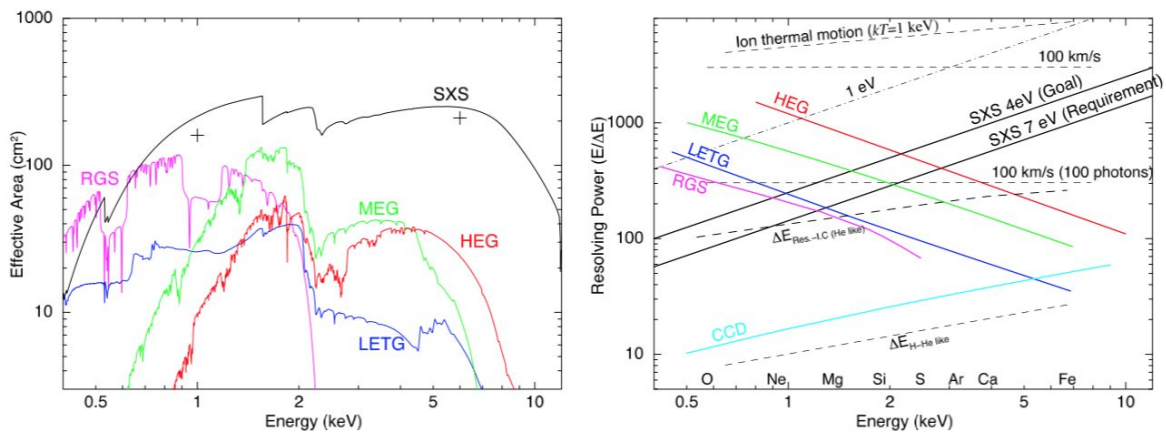 1000
100
10
Effective Area (cm²)
SXS
RGS
MEG
HEG
LETG
0.5 1 2 5 10
Energy (keV)
1000
100
10
Resolving Power (E/ΔE)
Ion thermal motion (kT=1 keV)
100 km/s
1 eV
HEG
SXS 4eV (Goal)
MEG
SXS 7 eV (Requirement)
LETG
RGS
100 km/s (100 photons)
ΔE Res.–I.C (He like)
CCD
ΔE H–He like
O Ne Mg Si S Ar Ca Fe
0.5 1 2 5 10
Energy (keV)